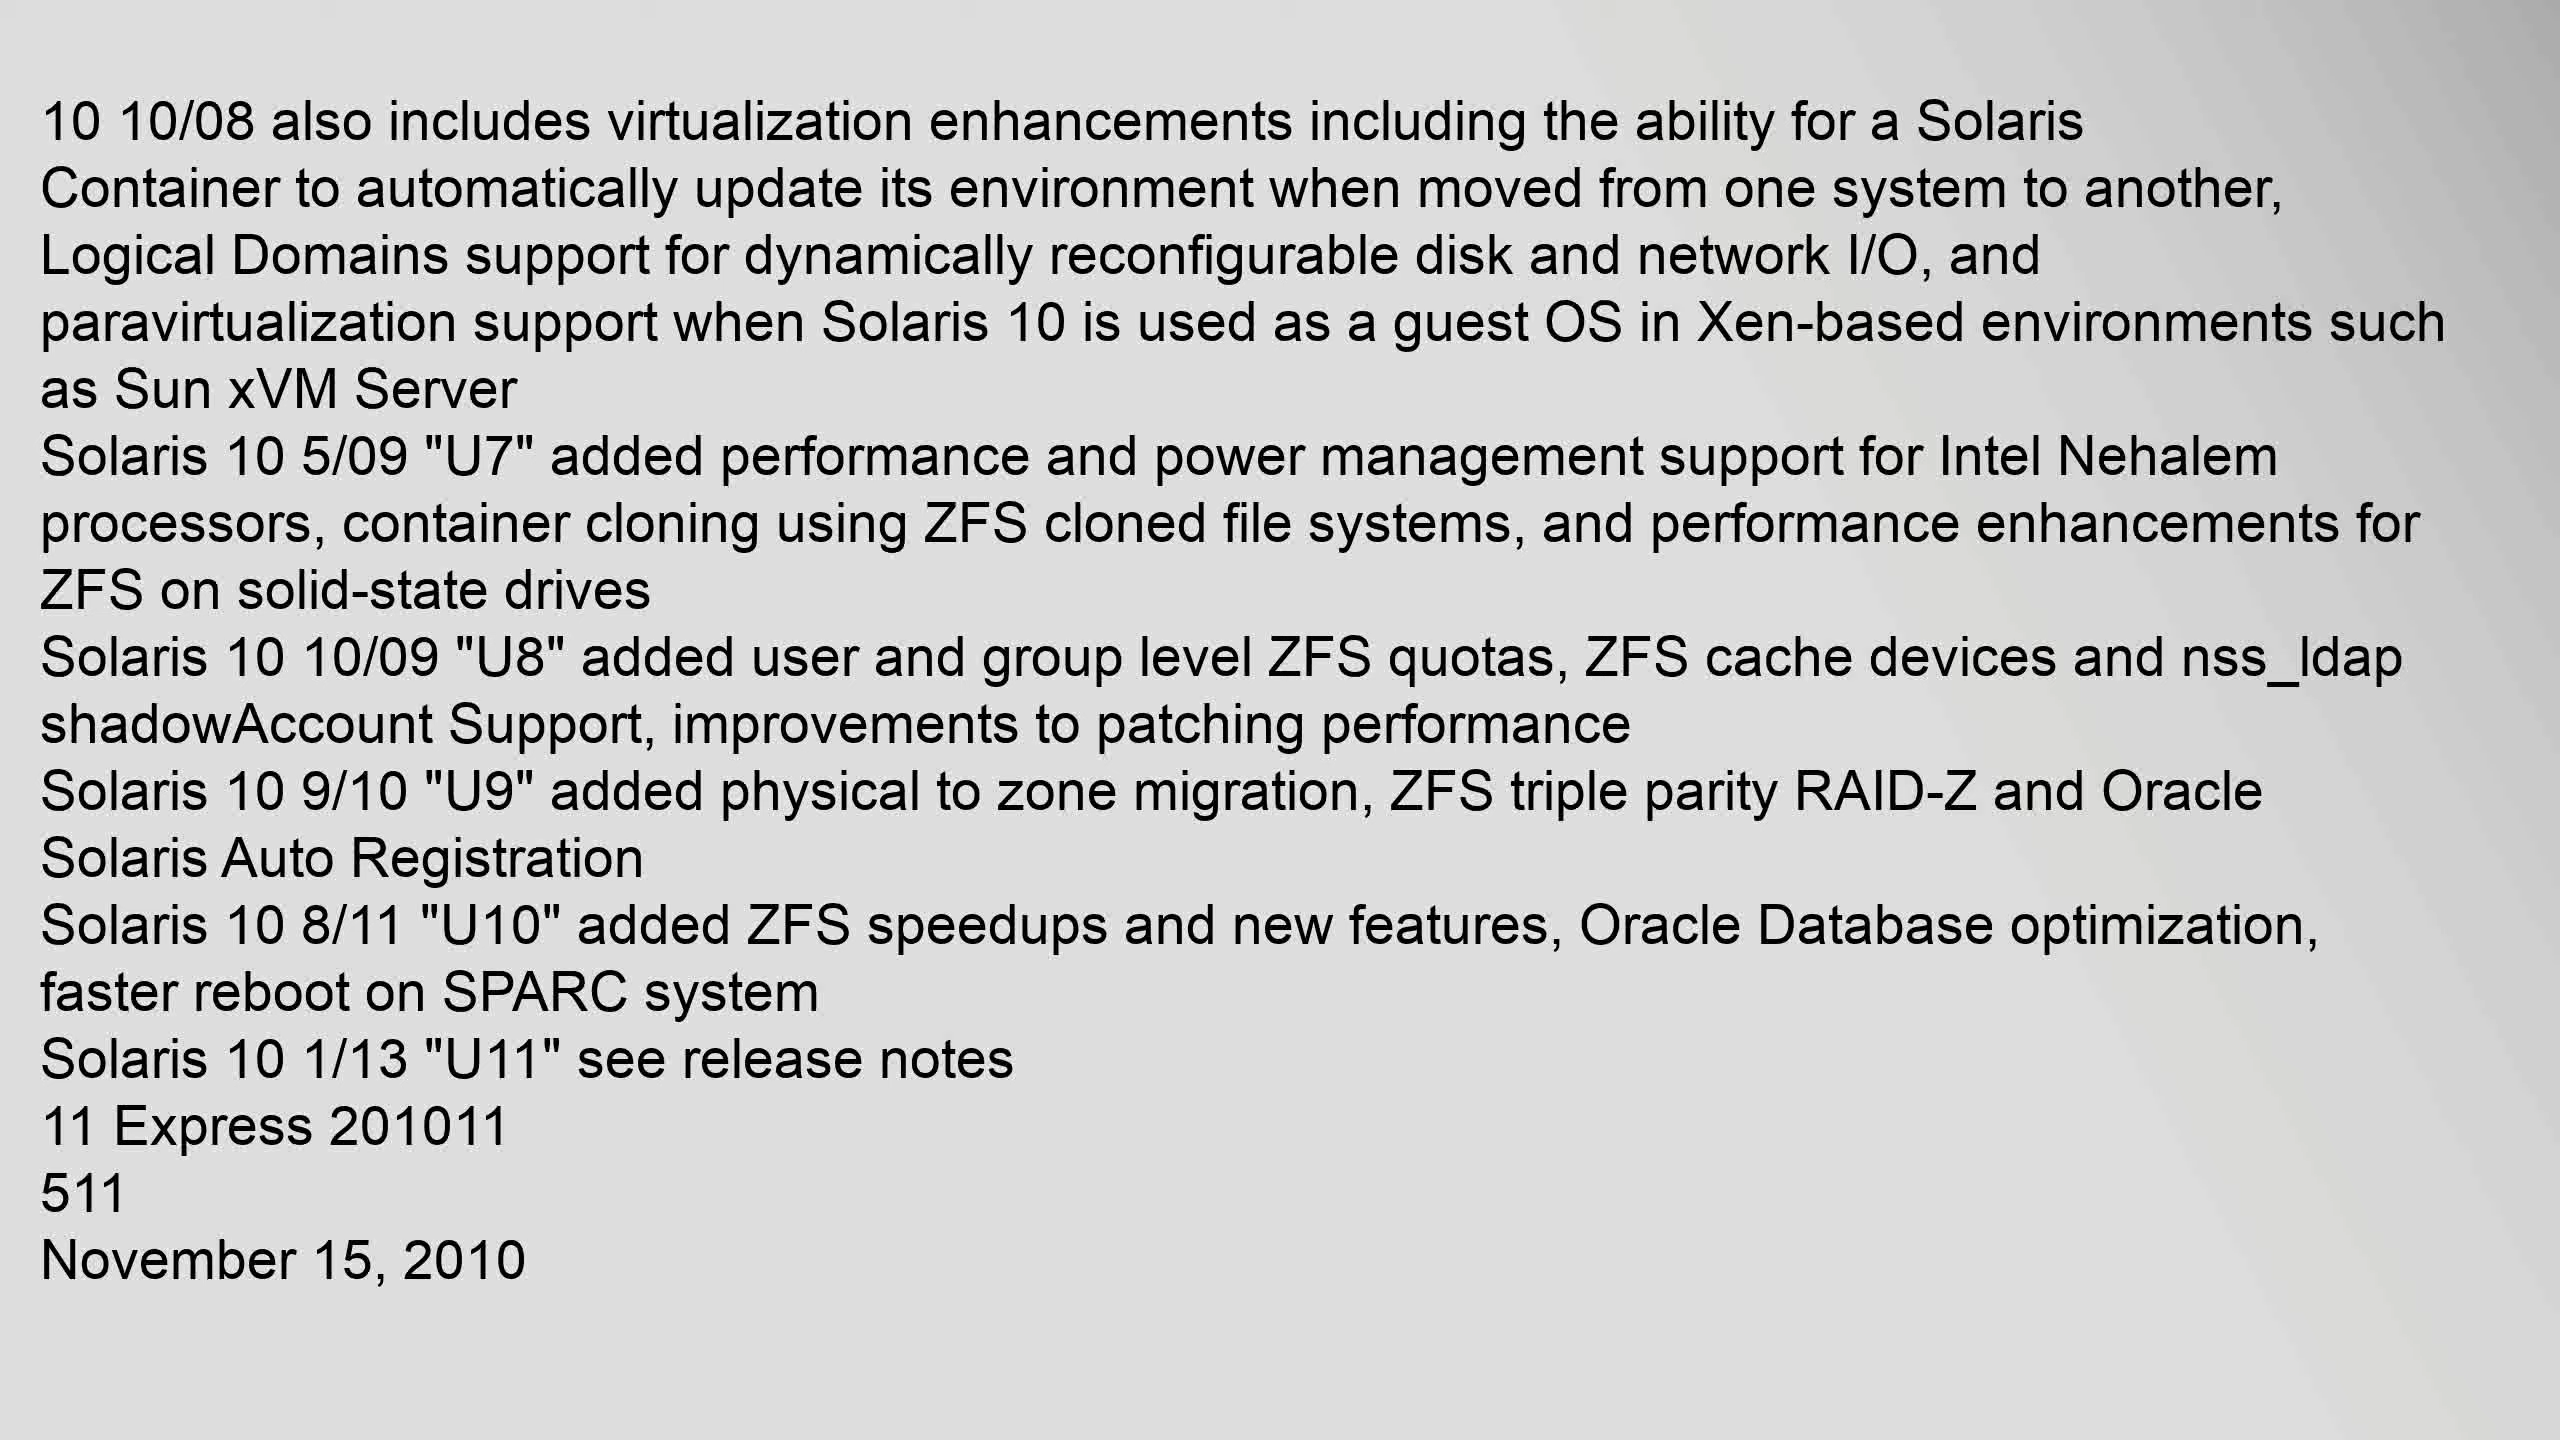 10 10/08 also includes virtualization enhancements including the ability for a Solaris
Container to automatically update its environment when moved from one system to another,
Logical Domains support for dynamically reconfigurable disk and network I/O, and
paravirtualization support when Solaris 10 is used as a guest OS in Xen-based environments such
as Sun xVM Server
Solaris 10 5/09 "U7" added performance and power management support for Intel Nehalem
processors, container cloning using ZFS cloned file systems, and performance enhancements for
ZFS on solid-state drives
Solaris 10 10/09 "U8" added user and group level ZFS quotas, ZFS cache devices and nss_ldap
shadowAccount Support, improvements to patching performance
Solaris 10 9/10 "U9" added physical to zone migration, ZFS triple parity RAID-Z and Oracle
Solaris Auto Registration
Solaris 10 8/11 "U10" added ZFS speedups and new features, Oracle Database optimization,
faster reboot on SPARC system
Solaris 10 1/13 "U11" see release notes
11 Express 201011
511
November 15, 2010